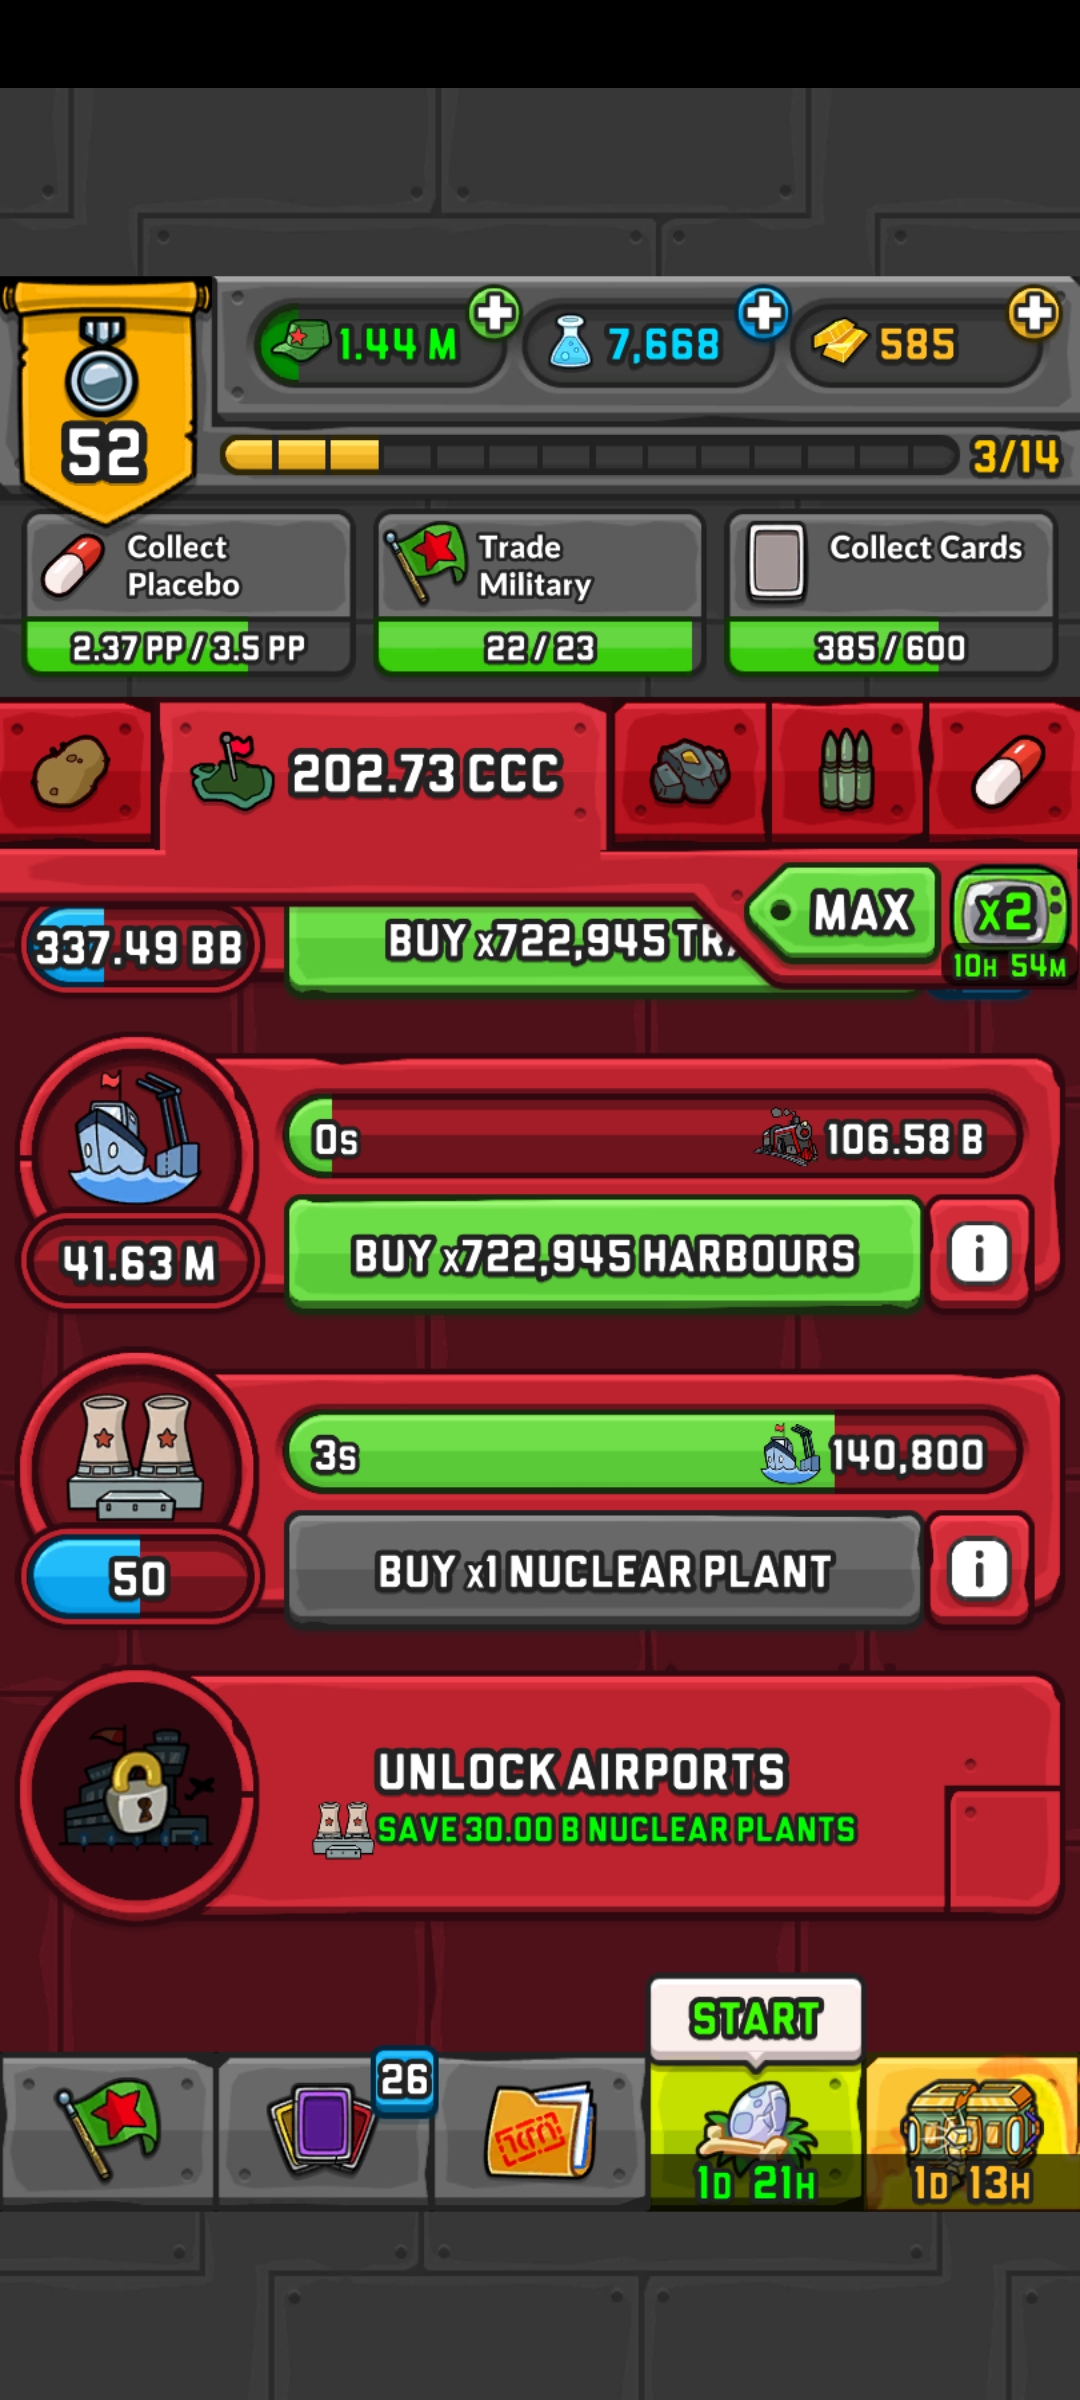 1.44 M
7,668
585
52
3/14
Collect
Placebo
2.37 PP / 3.5 PP
Trade
Military
22 / 23
Collect Cards
385 / 600
202.73 CCC
MAX
x2
10H 54M
337.49 BB
BUY x722,945
0s
106.58 B
41.63 M
BUY x722,945 HARBOURS
i
3s
140,800
50
BUY x1 NUCLEAR PLANT
i
UNLOCK AIRPORTS
SAVE 30.00 B NUCLEAR PLANTS
START
26
1D 21H
1D 13H